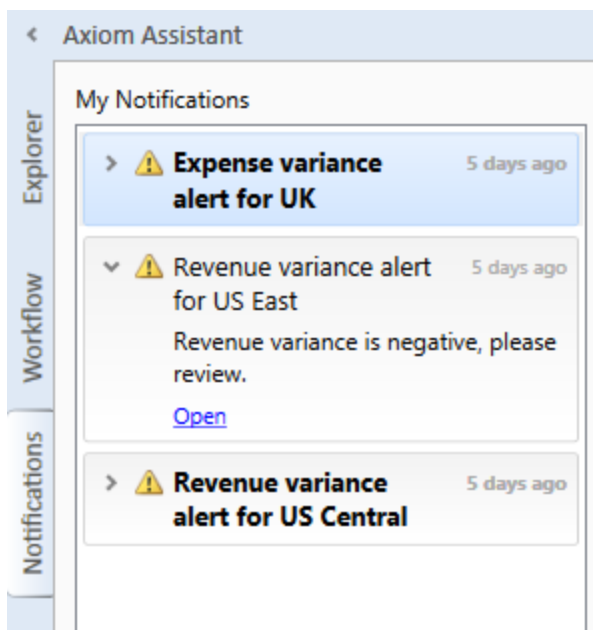 Axiom Assistant
My Notifications
Expense variance 5 days ago
alert for UK
Revenue variance alert 5 days ago
for US East
Revenue variance is negative, please
review.
Open
Revenue variance 5 days ago
alert for US Central
Explorer
Workflow
Notifications